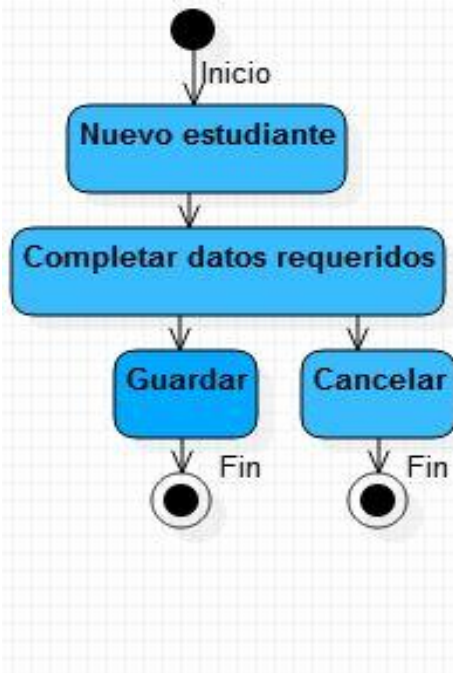 Inicio
Nuevo estudiante
Completar datos requeridos
Guardar
Cancelar
Fin
Fin